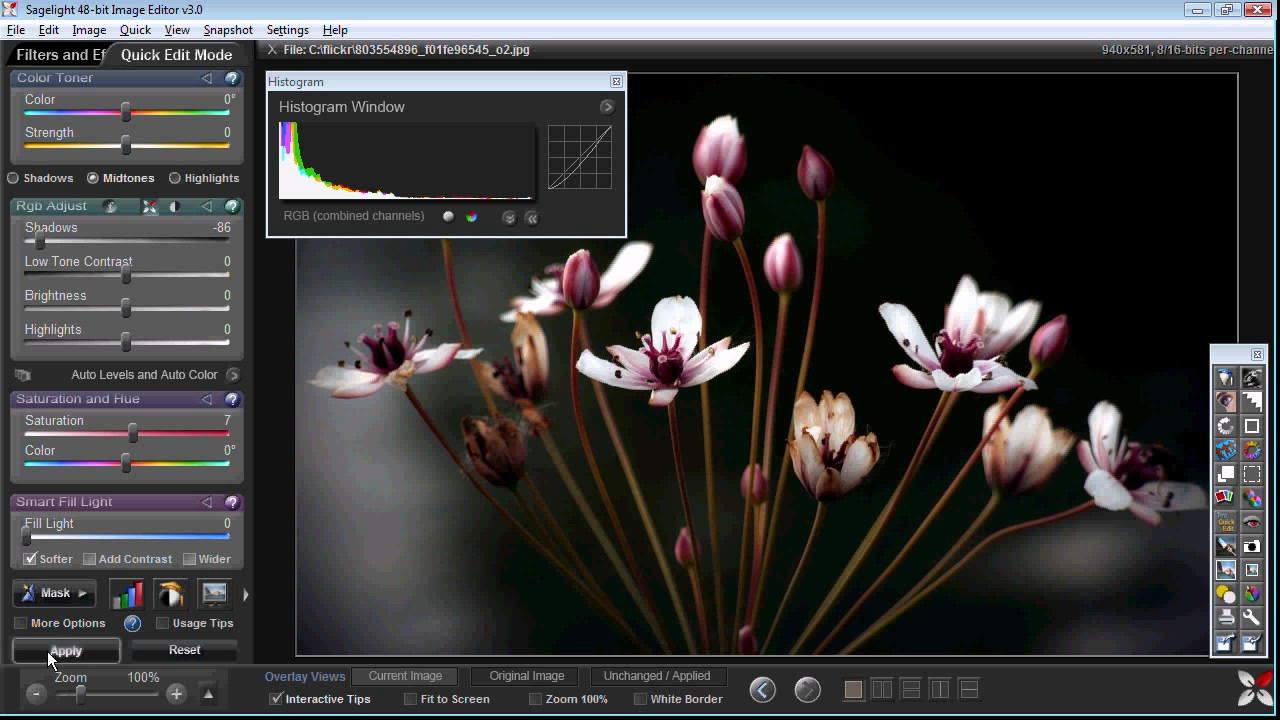 Sagelight 48-bit Image Editor v3.0
File Edit Image Quick View Snapshot Settings Help
Filters and Ef Quick Edit Mode
X File: C:\flickr\803554896_f01fe96545_o2.jpg
940x581, 8/16-bits per-channe
Color Toner
Color 0°
Strength 0
Shadows Midtones Highlights
Rgb Adjust
Shadows -86
Low Tone Contrast 0
Brightness 0
Highlights 0
Auto Levels and Auto Color
Saturation and Hue
Saturation 7
Color 0°
Smart Fill Light
Fill Light 0
Softer Add Contrast Wider
Mask
More Options Usage Tips
Apply Reset
Zoom 100%
Histogram
Histogram Window
RGB (combined channels)
Quick
Edit
Overlay Views Current Image Original Image Unchanged / Applied
Interactive Tips Fit to Screen Zoom 100% White Border